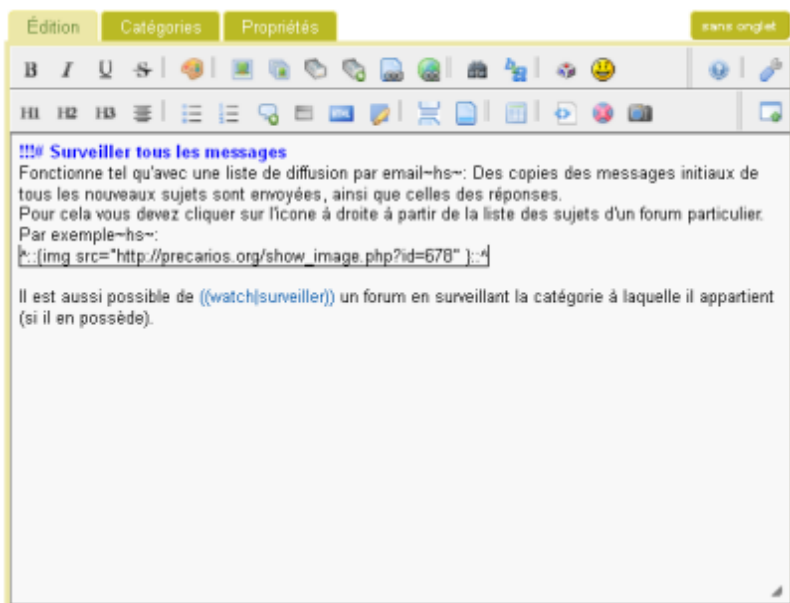 Édition Catégories Propriétés sans onglet
B I U S
H1 H2 H3 HTML
!!!# Surveiller tous les messages
Fonctionne tel qu'avec une liste de diffusion par email~hs~: Des copies des messages initiaux de
tous les nouveaux sujets sont envoyées, ainsi que celles des réponses.
Pour cela vous devez cliquer sur l'icone à droite à partir de la liste des sujets d'un forum particulier.
Par exemple~hs~:
^::{img src="http://precarios.org/show_image.php?id=678" }::^
Il est aussi possible de ((watch|surveiller)) un forum en surveillant la catégorie à laquelle il appartient
(si il en possède).